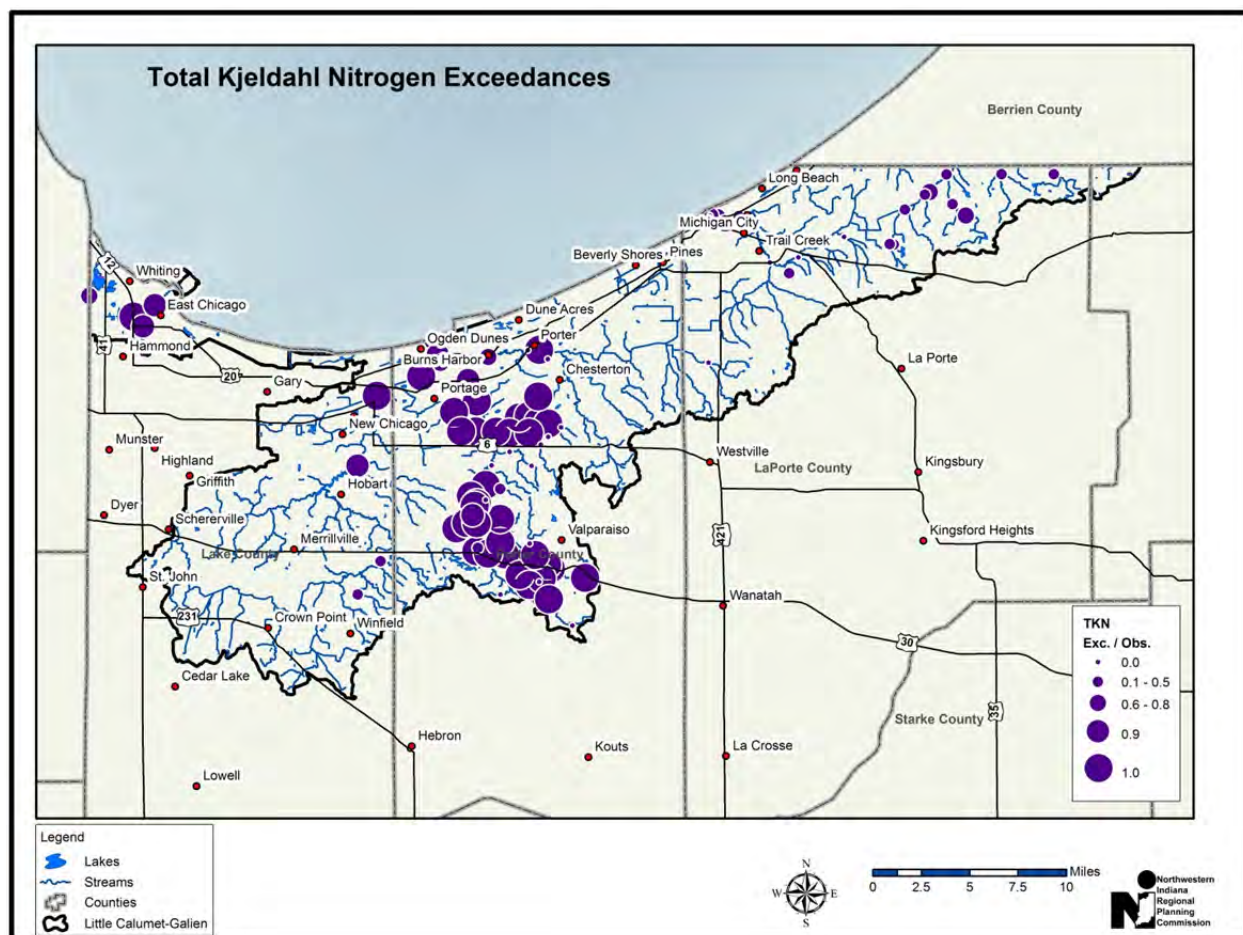 Total Kjeldahl Nitrogen Exceedances
Berrien County
Long Beach
Michigan City
Trail Creek
Beverly Shores
Pines
12
Whiting
East Chicago
Dune Acres
41
Hammond
Ogden Dunes
Porter
Burns Harbor
20
Gary
Chesterton
La Porte
Portage
New Chicago
6
Munster
Highland
Westville
LaPorte County
Kingsbury
Griffith
Hobart
Dyer
Schererville
Valparaiso
421
Kingsford Heights
Lake County
Merrillville
County
St. John
Wanatah
231
Crown Point
Winfield
30
Cedar Lake
Starke County
35
Hebron
Kouts
La Crosse
Lowell
TKN
Exc. / Obs.
0.0
0.1 - 0.5
0.6 - 0.8
0.9
1.0
Legend
Lakes
Streams
Counties
Little Calumet-Galien
N
W E
S
Miles
0 2.5 5 7.5 10
Northwestern
Indiana
Regional
Planning
Commission